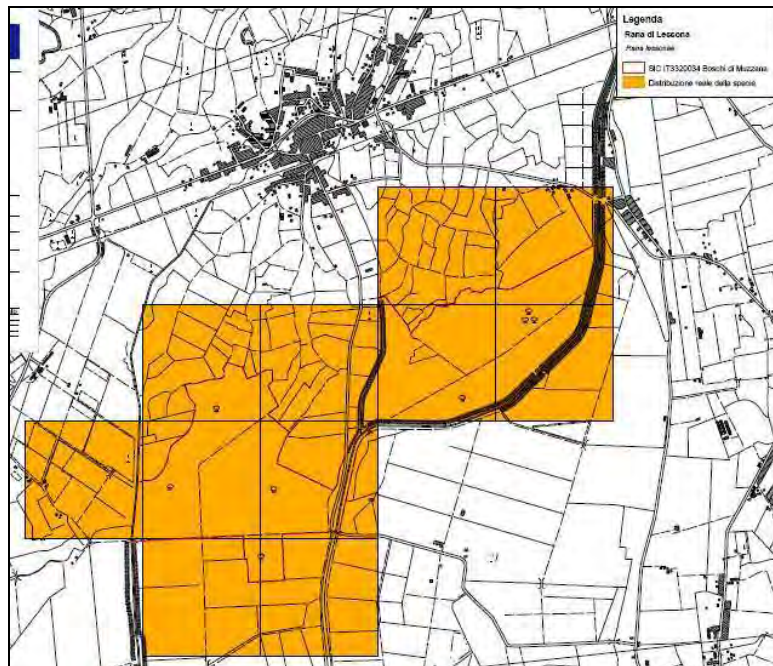 Legenda
Rana di Lessona
Rana lessonae
SIC IT3320034 Boschi di Muzzana
Distribuzione reale della specie